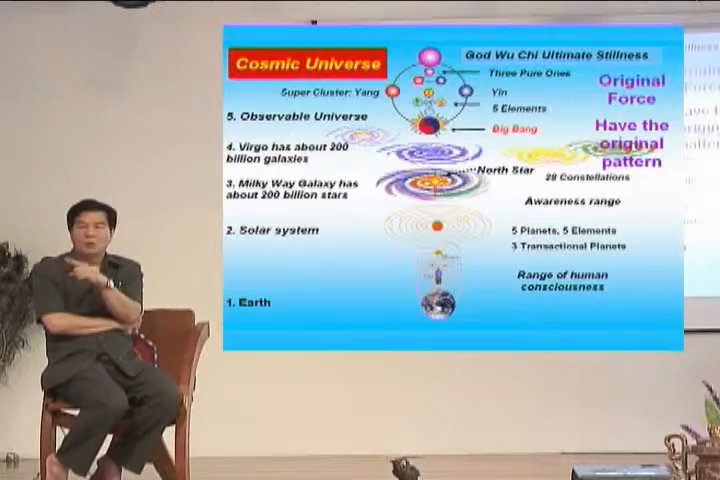 Cosmic Universe
God Wu Chi Ultimate Stillness
Three Pure Ones
Super Cluster: Yang
Yin
5 Elements
Original
Force
5. Observable Universe
Big Bang
Have the
original
pattern
4. Virgo has about 200
billion galaxies
North Star
28 Constellations
3. Milky Way Galaxy has
about 200 billion stars
Awareness range
2. Solar system
5 Planets, 5 Elements
3 Transactional Planets
Range of human
consciousness
1. Earth